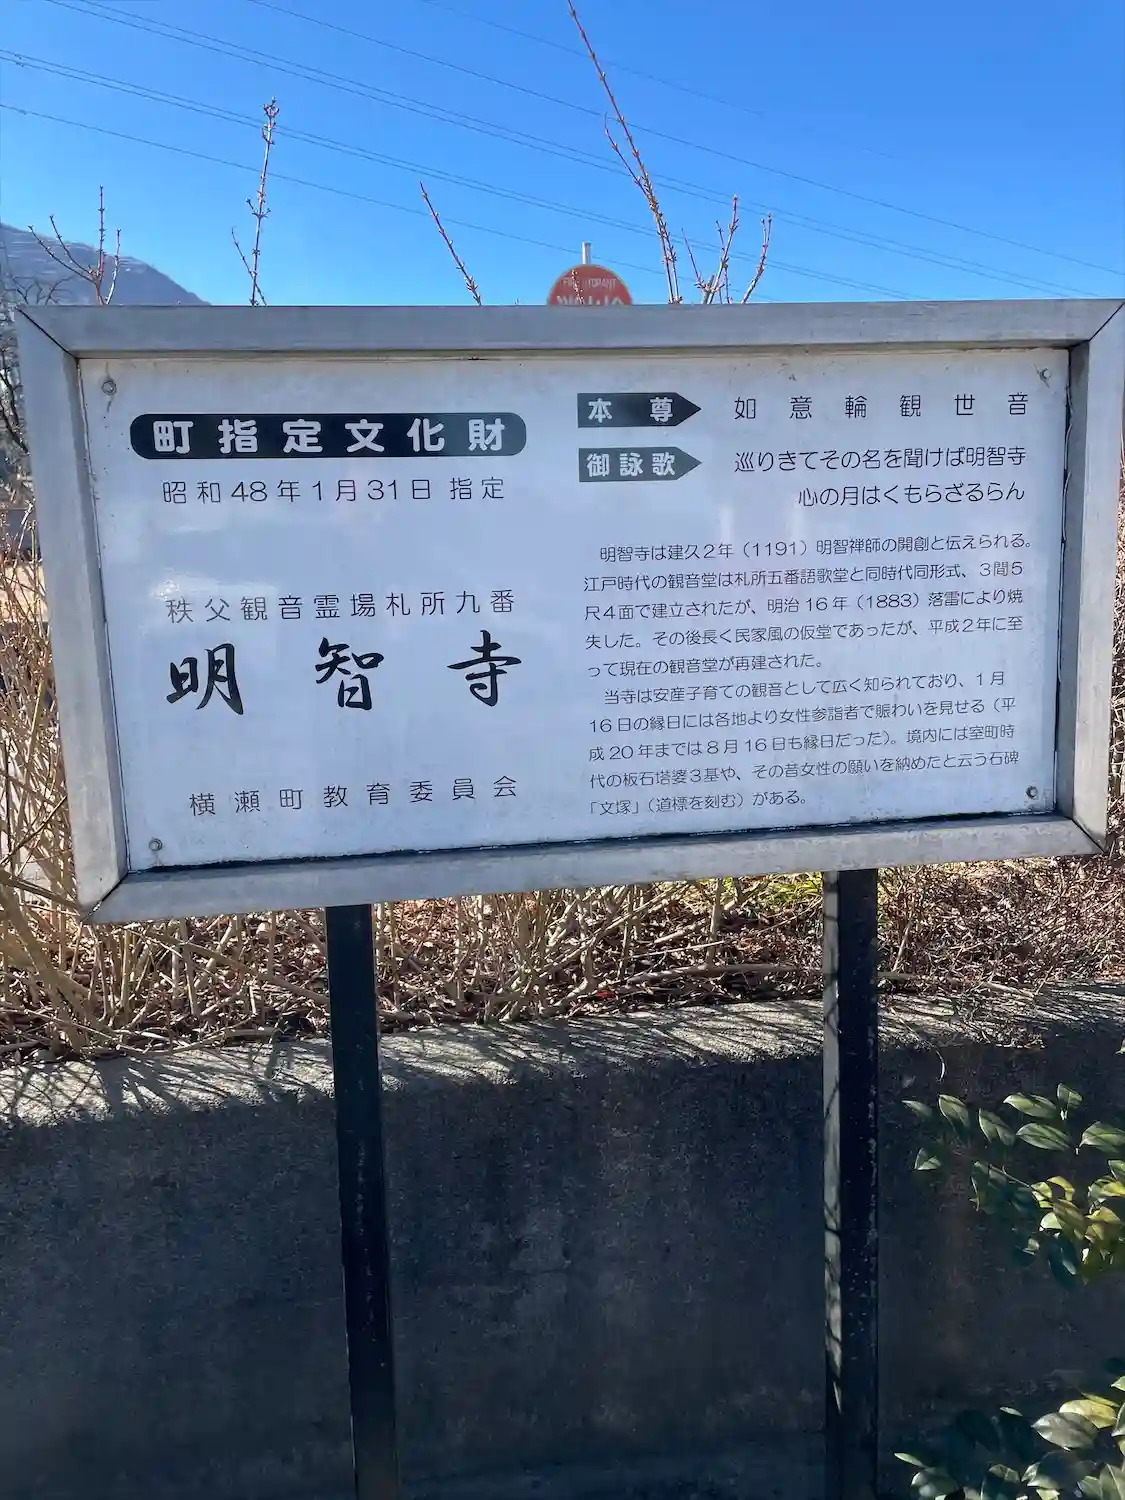 町指定文化財
昭和48年1月31日 指定
秩父観音霊場札所九番
明智寺
横瀬町教育委員会
本尊 如意輪観世音
御詠歌 巡りきてその名を聞けば明智寺
心の月はくもらざるらん
明智寺は建久2年(1191)明智禅師の開創と伝えられる。
江戸時代の観音堂は札所五番語歌堂と同時代同形式、3間5
尺4面で建立されたが、明治16年(1883)落雷により焼
失した。その後長く民家風の仮堂であったが、平成2年に至
って現在の観音堂が再建された。
当寺は安産子育ての観音として広く知られており、1月
16日の縁日には各地より女性参詣者で賑わいを見せる(平
成20年までは8月16日も縁日だった)。境内には室町時
代の板石塔婆3基や、その昔女性の願いを納めたと云う石碑
「文塚」(道標を刻む)がある。